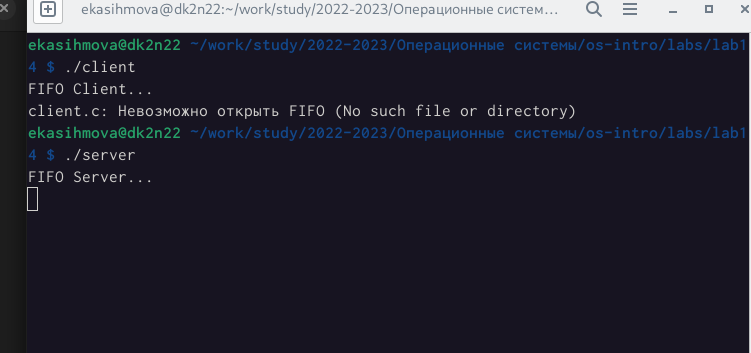 ekasihmova@dk2n22:~/work/study/2022-2023/Операционные систем…
ekasihmova@dk2n22 ~/work/study/2022-2023/Операционные системы/os-intro/labs/lab1
4 $ ./client
FIFO Client...
client.c: Невозможно открыть FIFO (No such file or directory)
ekasihmova@dk2n22 ~/work/study/2022-2023/Операционные системы/os-intro/labs/lab1
4 $ ./server
FIFO Server...